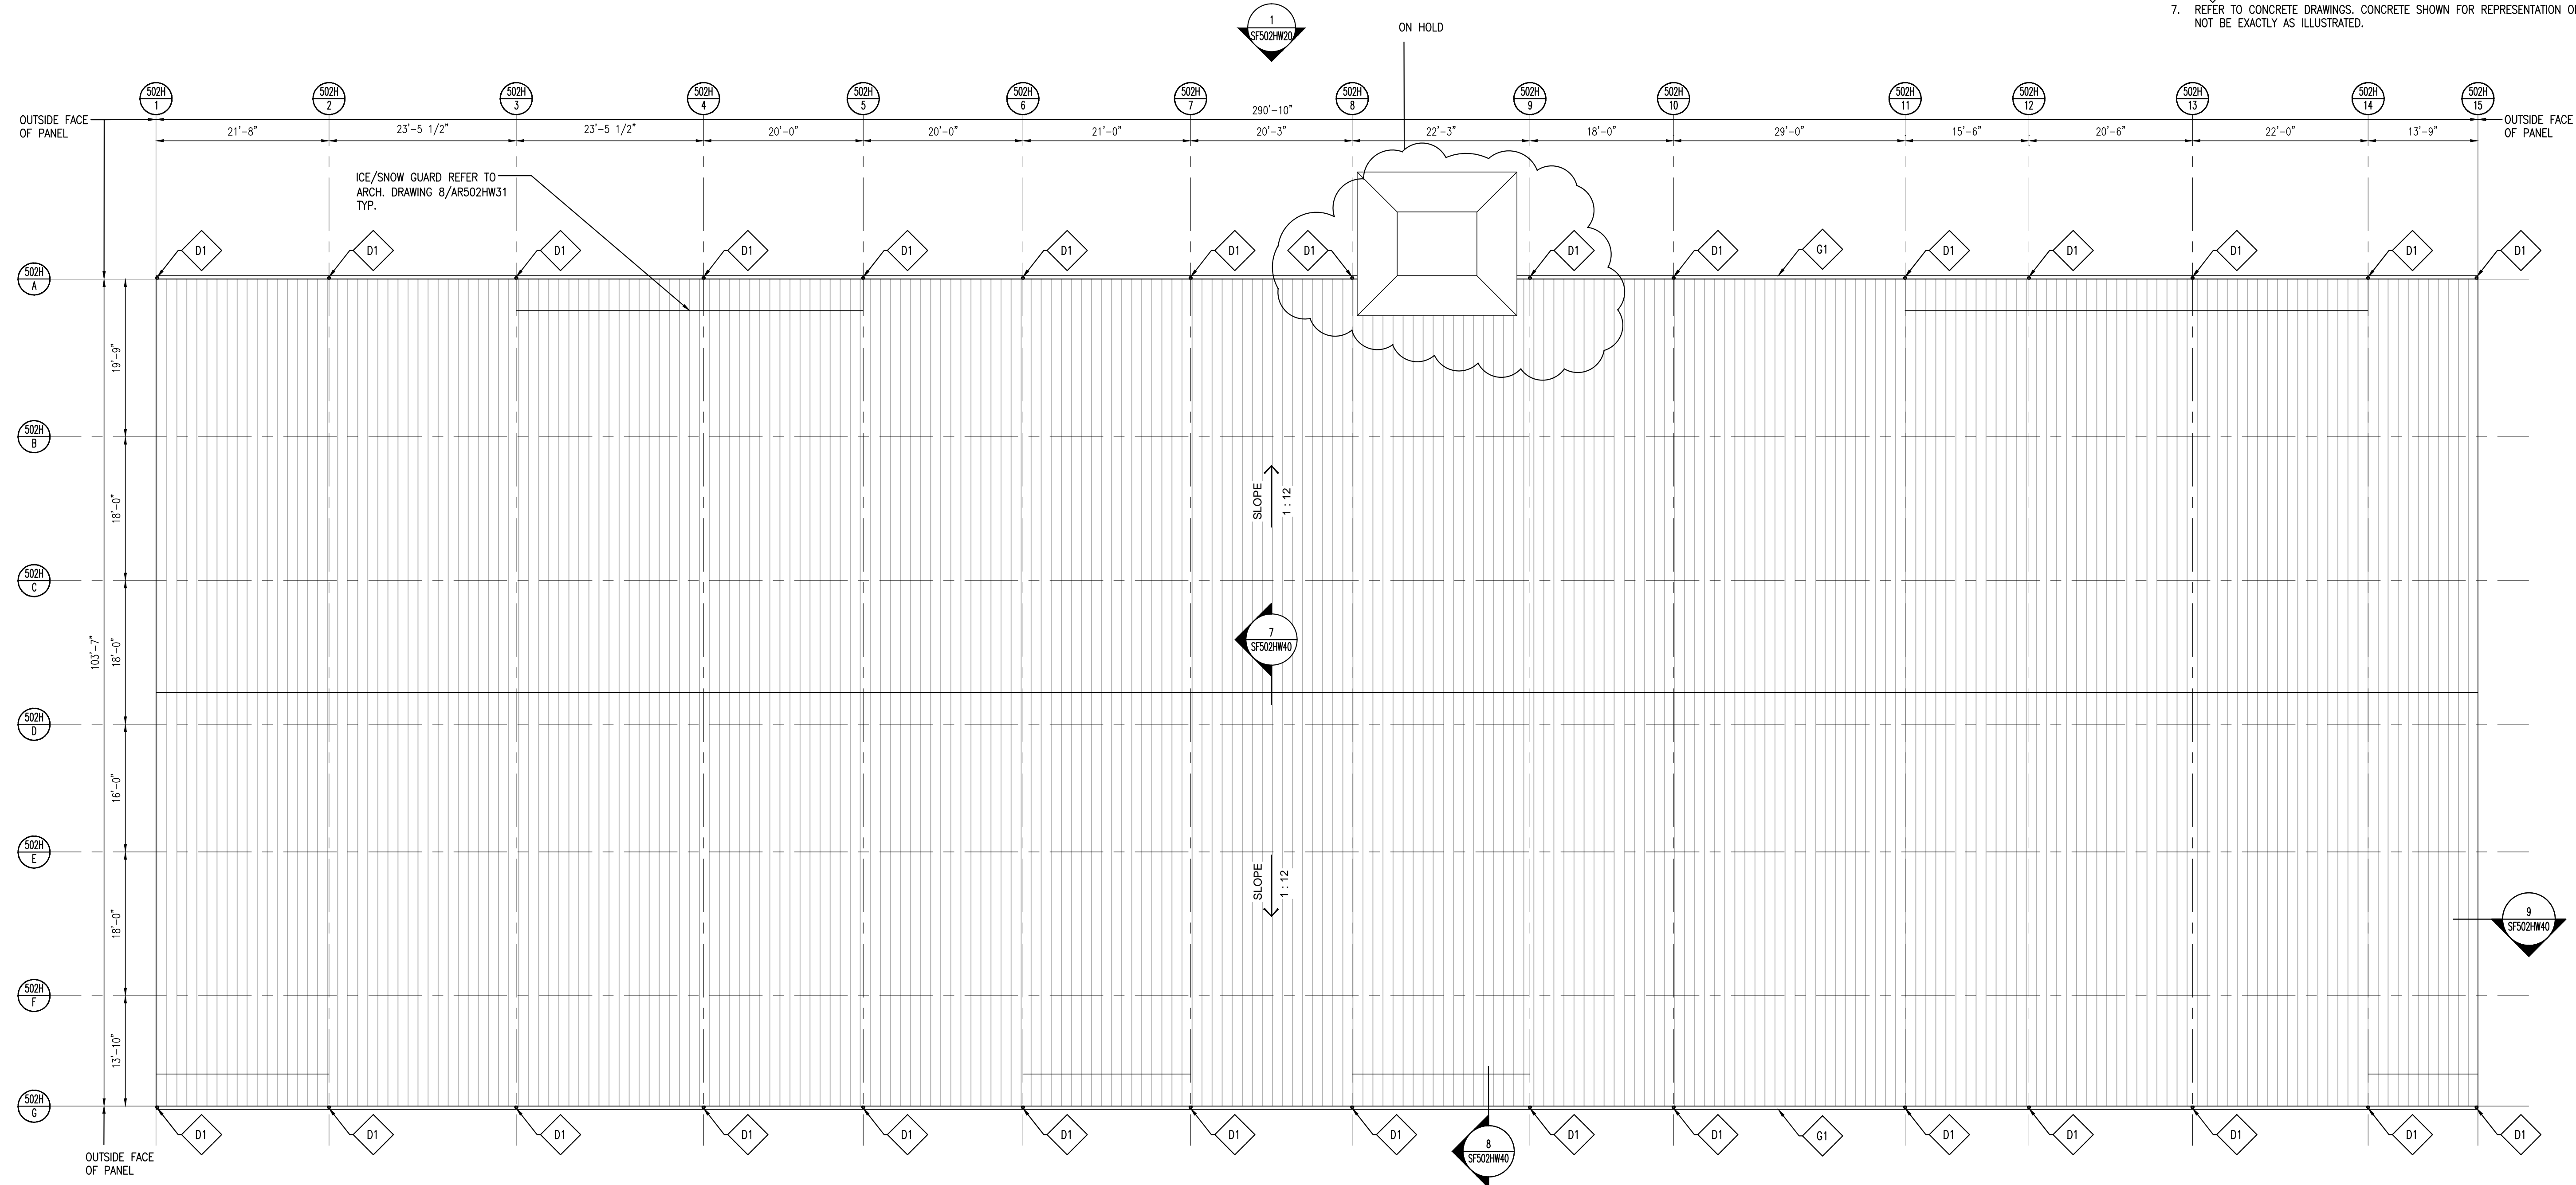 7. REFER TO CONCRETE DRAWINGS. CONCRETE SHOWN FOR REPRESENTATION
NOT BE EXACTLY AS ILLUSTRATED.
1
SF502HW20
ON HOLD
502H
1
502H
2
502H
3
502H
4
502H
5
502H
6
502H
7
502H
8
502H
9
502H
10
502H
11
502H
12
502H
13
502H
14
502H
15
OUTSIDE FACE
OF PANEL
290'-10"
OUTSIDE FACE
OF PANEL
21'-8"
23'-5 1/2"
23'-5 1/2"
20'-0"
20'-0"
21'-0"
20'-3"
22'-3"
18'-0"
29'-0"
15'-6"
20'-6"
22'-0"
13'-9"
ICE/SNOW GUARD REFER TO
ARCH. DRAWING 8/AR502HW31
TYP.
D1
D1
D1
D1
D1
D1
D1
D1
D1
D1
G1
D1
D1
D1
D1
D1
502H
A
19'-9"
502H
B
18'-0"
SLOPE
1 : 12
502H
C
103'-7"
18'-0"
7
SF502HW40
502H
D
16'-0"
502H
E
SLOPE
1 : 12
18'-0"
9
SF502HW40
502H
F
13'-10"
502H
G
D1
D1
D1
D1
D1
D1
D1
D1
D1
D1
G1
D1
D1
D1
D1
D1
8
SF502HW40
OUTSIDE FACE
OF PANEL